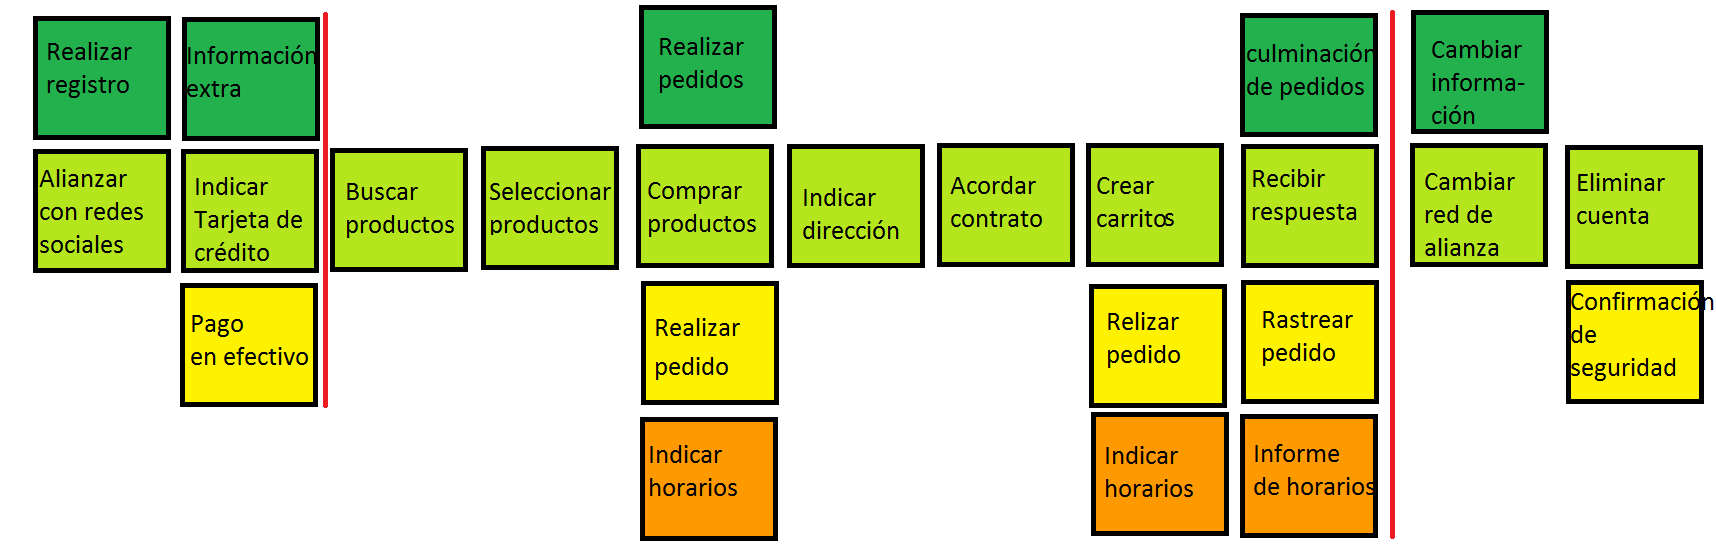 Realizar
registro
Información
extra
Realizar
pedidos
culminación
de pedidos
Cambiar
informa-
ción
Alianzar
con redes
sociales
Indicar
Tarjeta de
crédito
Buscar
productos
Seleccionar
productos
Comprar
productos
Indicar
dirección
Acordar
contrato
Crear
carritos
Recibir
respuesta
Cambiar
red de
alianza
Eliminar
cuenta
Pago
en efectivo
Realizar
pedido
Relizar
pedido
Rastrear
pedido
Confirmación
de
seguridad
Indicar
horarios
Indicar
horarios
Informe
de horarios